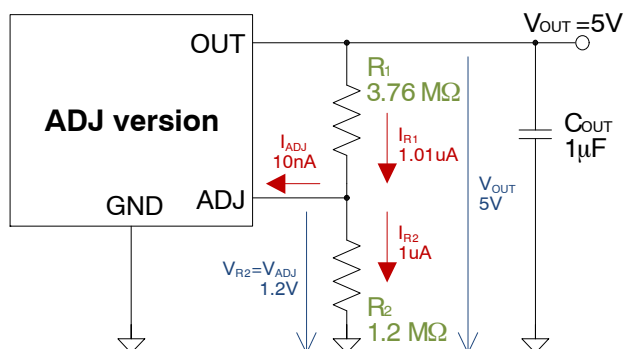 VOUT =5V
OUT
R1
3.76 MΩ
ADJ version
COUT
1μF
IADJ
10nA
IR1
1.01uA
VOUT
5V
ADJ
GND
IR2
1uA
VR2=VADJ
1.2V
R2
1.2 MΩ